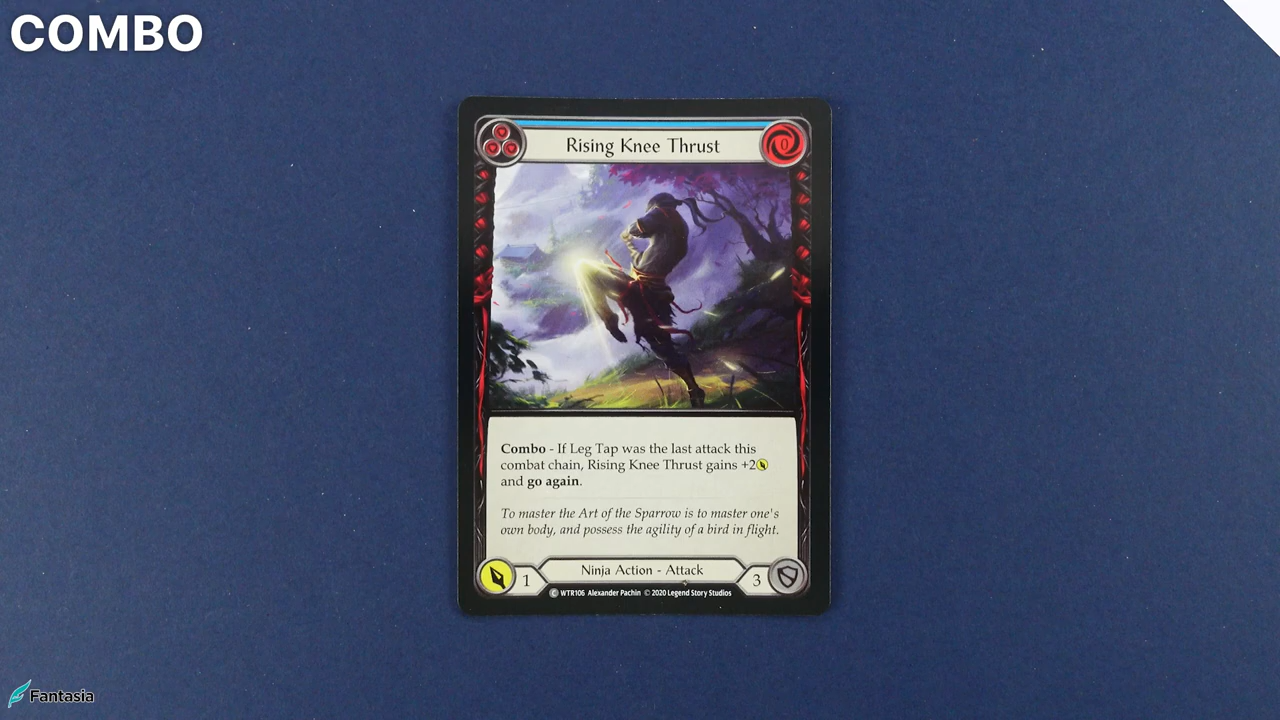 COMBO
Rising Knee Thrust
0
Combo - If Leg Tap was the last attack this
combat chain, Rising Knee Thrust gains +2
and go again.
To master the Art of the Sparrow is to master one's
own body, and possess the agility of a bird in flight.
1
Ninja Action - Attack
3
C WTR106 Alexander Pachin © 2020 Legend Story Studios
Fantasia